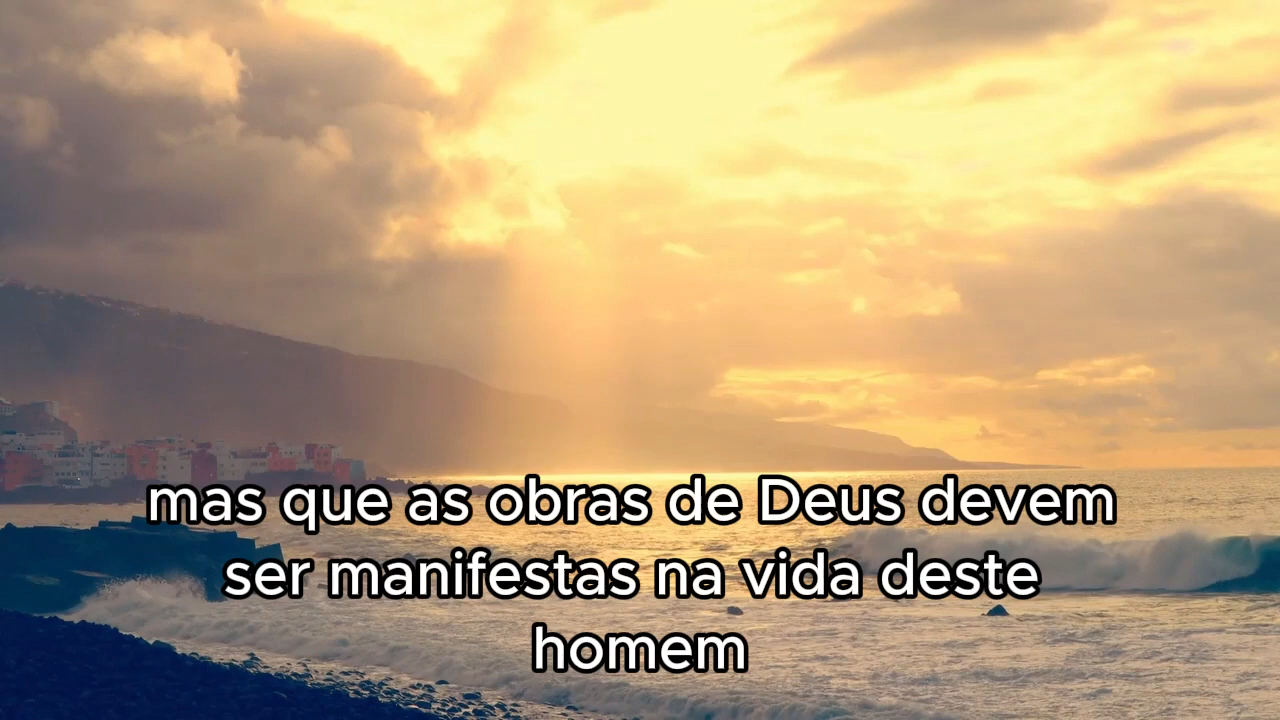 mas que as obras de Deus devem
ser manifestas na vida deste
homem